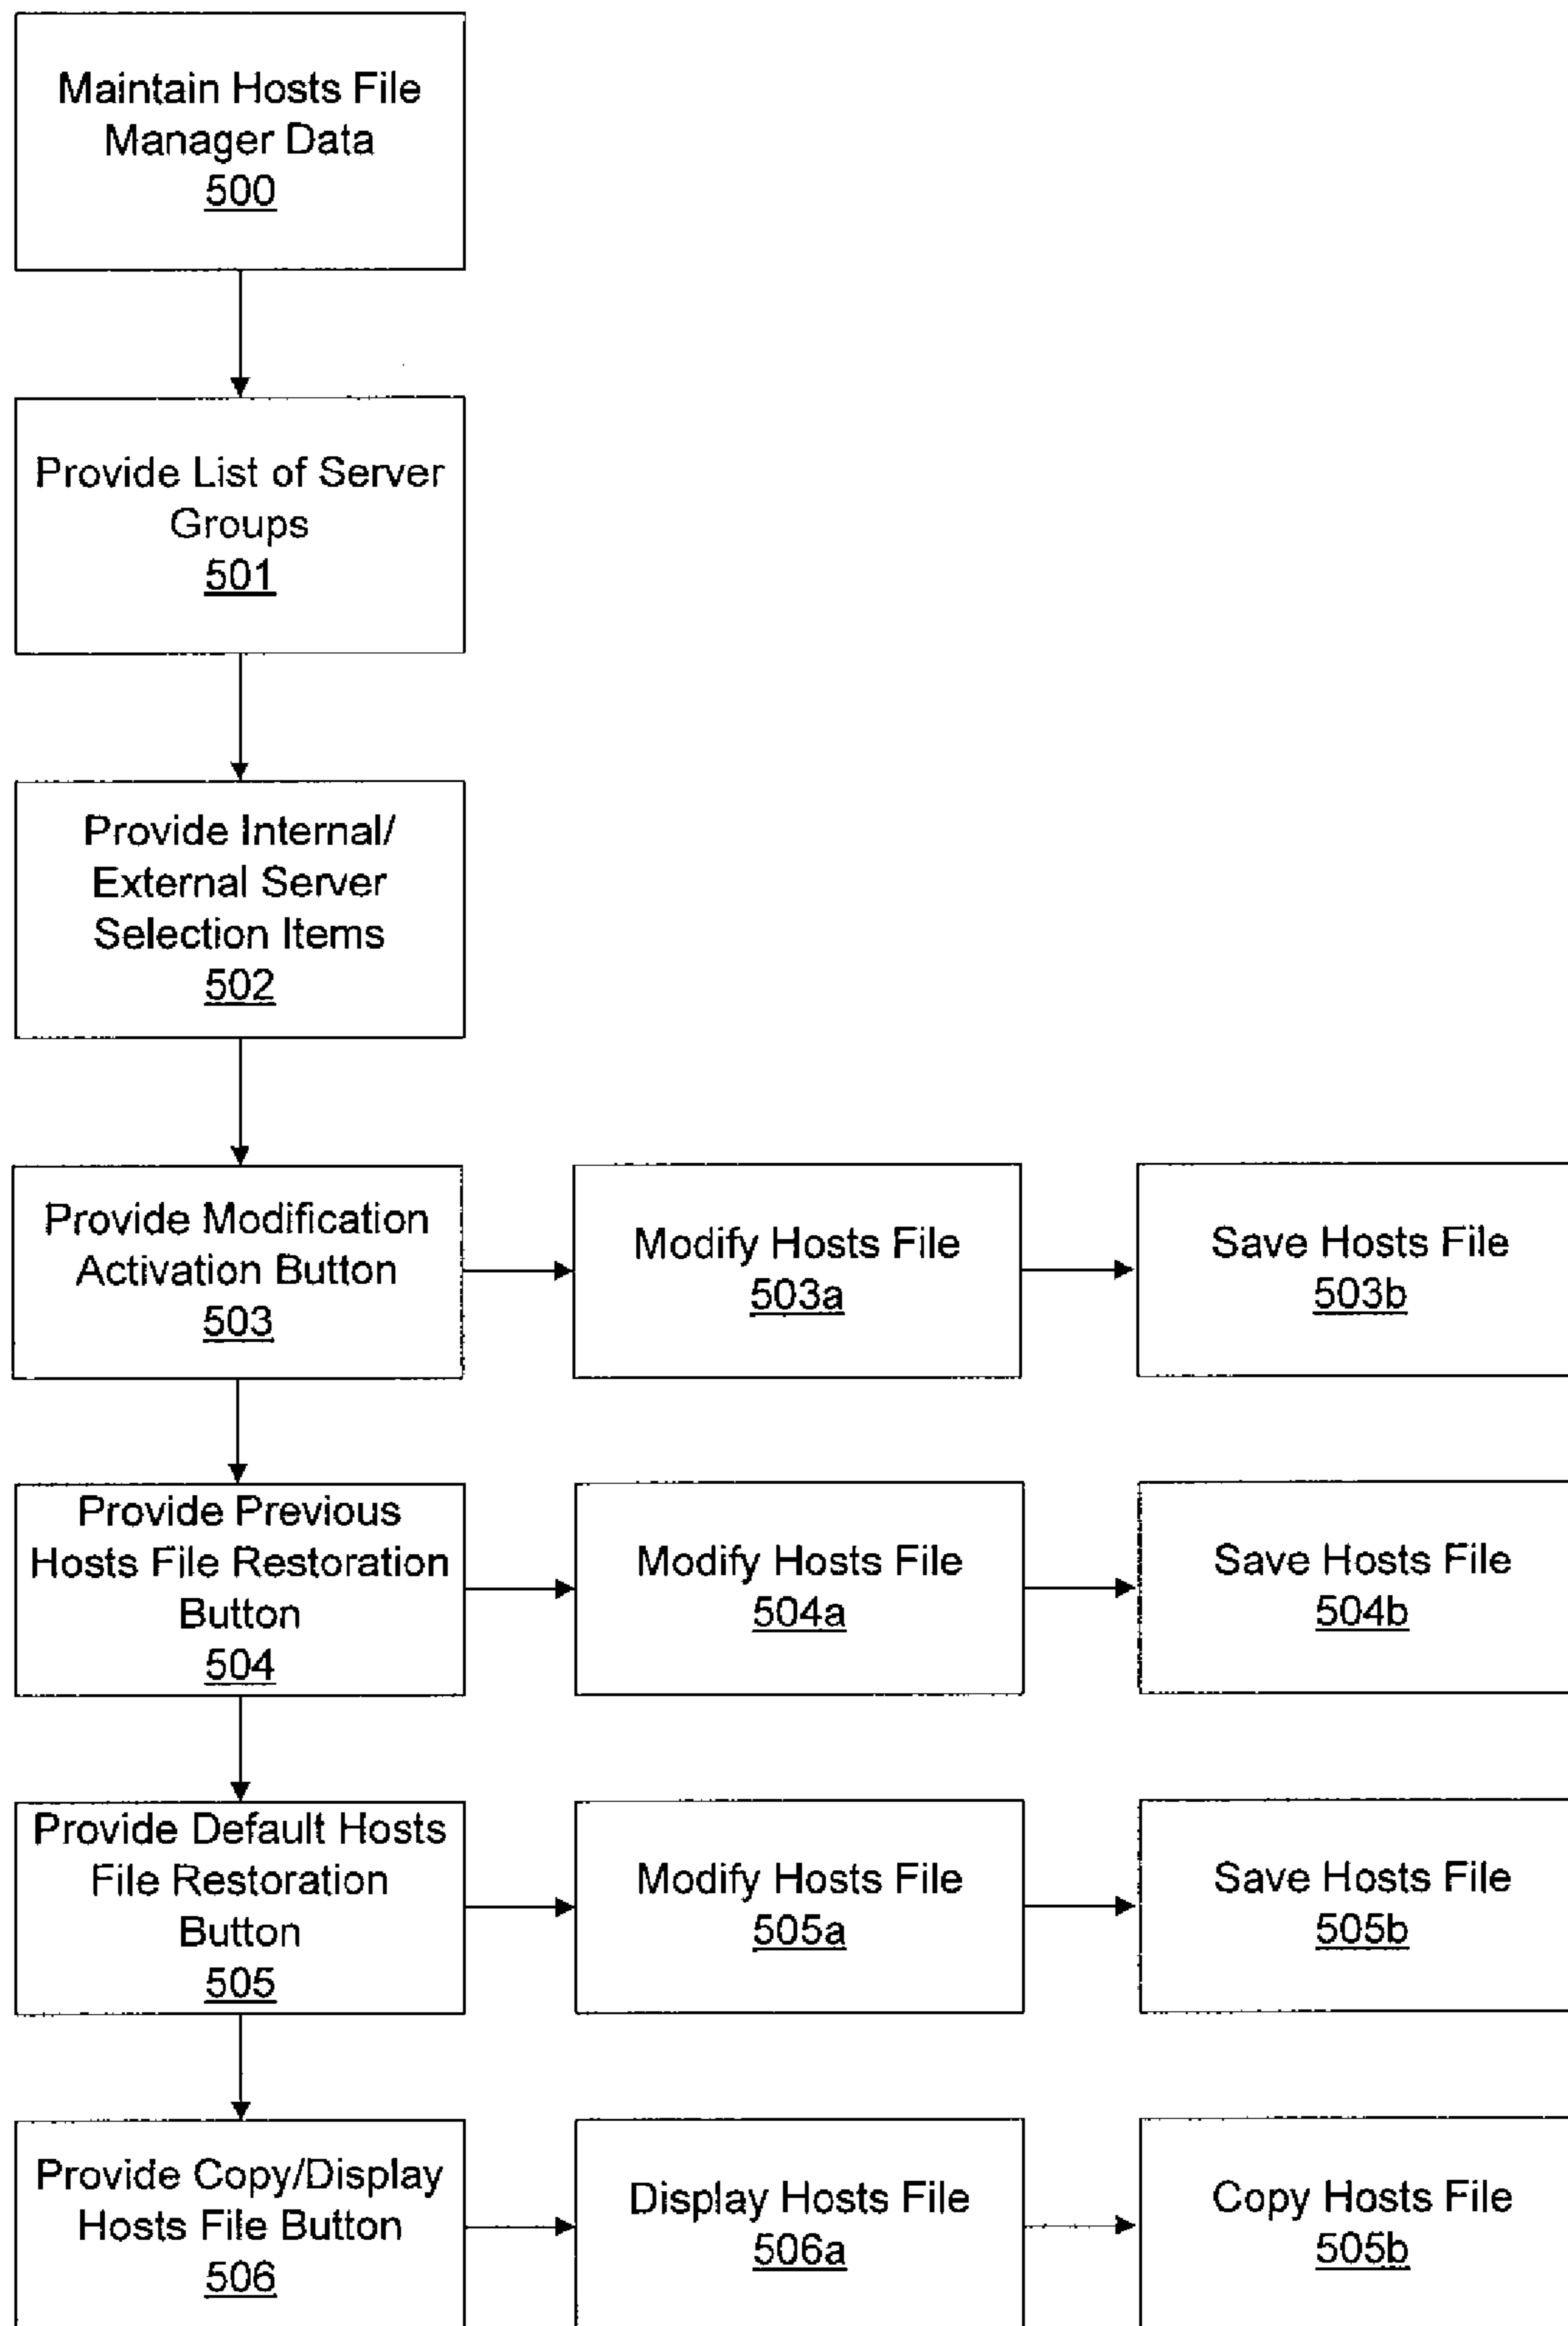 Maintain Hosts File
Manager Data
500
Provide List of Server
Groups
501
Provide Internal/
External Server
Selection Items
502
Provide Modification
Activation Button
503
Modify Hosts File
503a
Save Hosts File
503b
Provide Previous
Hosts File Restoration
Button
504
Modify Hosts File
504a
Save Hosts File
504b
Provide Default Hosts
File Restoration
Button
505
Modify Hosts File
505a
Save Hosts File
505b
Provide Copy/Display
Hosts File Button
506
Display Hosts File
506a
Copy Hosts File
505b